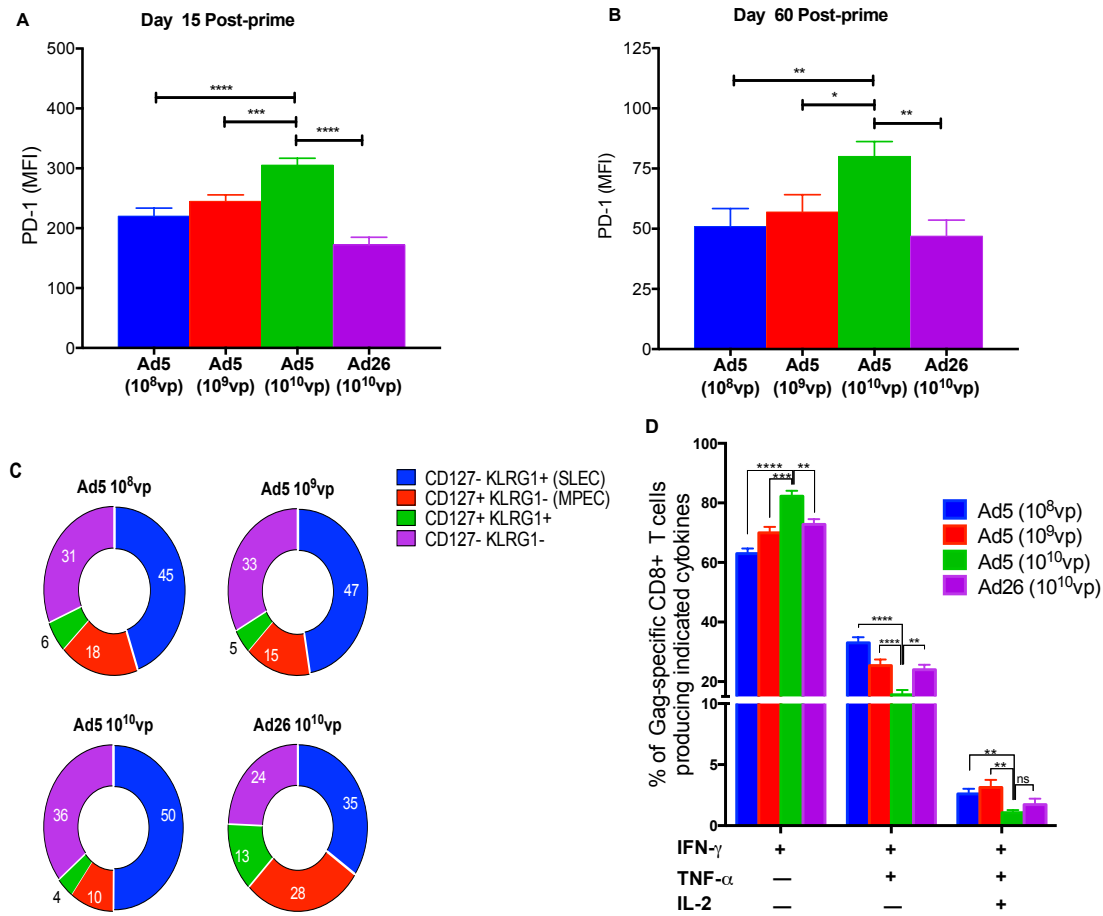 A
Day 15 Post-prime
500
400
300
200
100
0
PD-1 (MFI)
****
***
****
Ad5 Ad5 Ad5 Ad26
(10⁸vp) (10⁹vp) (10¹⁰vp) (10¹⁰vp)
B
Day 60 Post-prime
125
100
75
50
25
0
PD-1 (MFI)
**
*
**
Ad5 Ad5 Ad5 Ad26
(10⁸vp) (10⁹vp) (10¹⁰vp) (10¹⁰vp)
C
Ad5 10⁸vp
31
45
6
18
Ad5 10⁹vp
33
47
5
15
Ad5 10¹⁰vp
36
50
4
10
Ad26 10¹⁰vp
24
35
13
28
CD127- KLRG1+ (SLEC)
CD127+ KLRG1- (MPEC)
CD127+ KLRG1+
CD127- KLRG1-
D
% of Gag-specific CD8+ T cells
producing indicated cytokines
100
80
60
40
20
10
5
0
**** **
***
****
**** **
**
**
ns
Ad5 (10⁸vp)
Ad5 (10⁹vp)
Ad5 (10¹⁰vp)
Ad26 (10¹⁰vp)
IFN-γ + + +
TNF-α — + +
IL-2 — — +